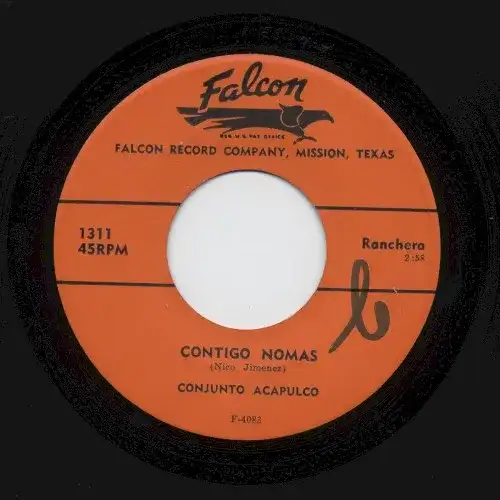 Falcon
REG. U.S. PAT. OFFICE
FALCON RECORD COMPANY, MISSION, TEXAS
1311
45RPM
Ranchera
2:58
b
CONTIGO NOMAS
(Nico Jimenez)
CONJUNTO ACAPULCO
F-4082